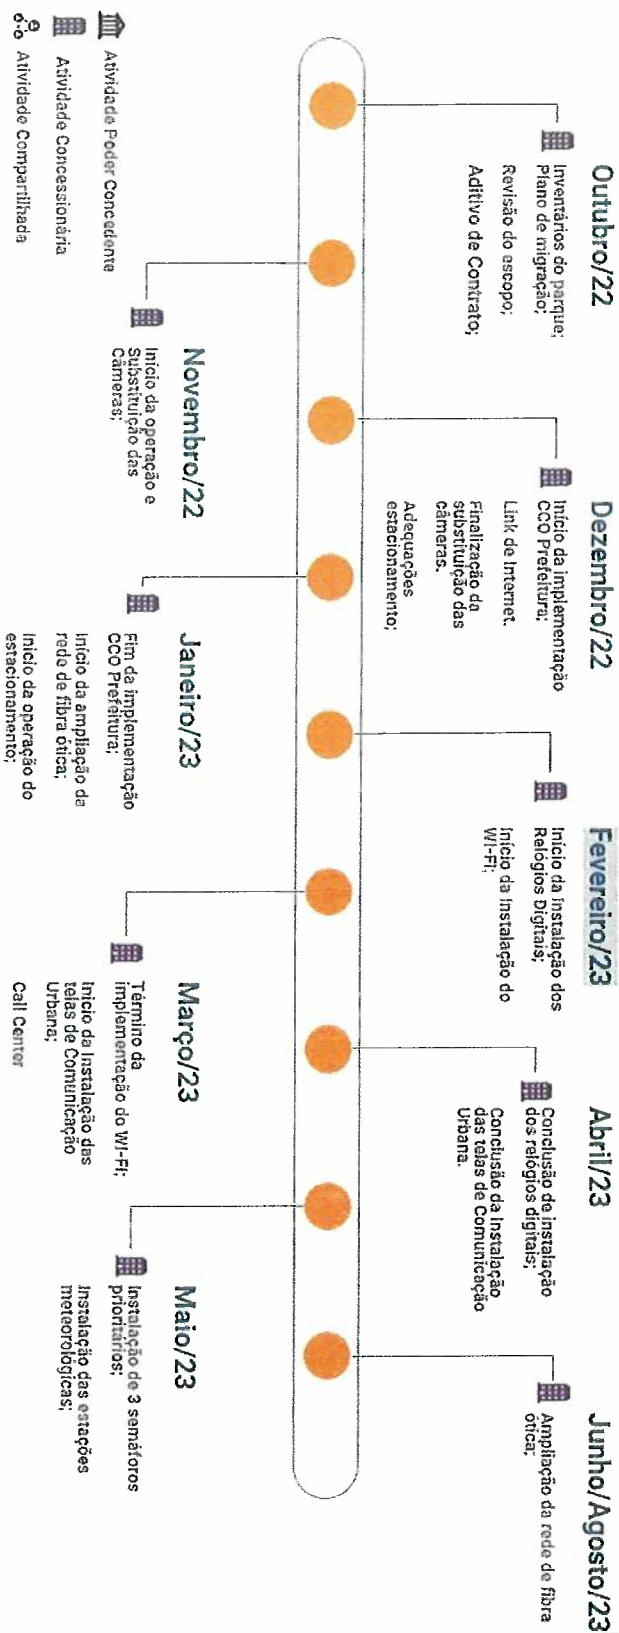 Outubro/22
Inventários do parque;
Plano de migração;
Revisão do escopo;
Aditivo de Contrato;
Novembro/22
Início da operação e
Substituição das
Câmeras;
Dezembro/22
Início da implementação
CCO Prefeitura;
Link de Internet.
Finalização da
substituição das
câmeras.
Adequações
estacionamento;
Janeiro/23
Fim da implementação
CCO Prefeitura;
Início da ampliação da
rede de fibra ótica;
Início da operação do
estacionamento;
Fevereiro/23
Início da Instalação dos
Relógios Digitais;
Início da Instalação do
Wi-Fi;
Março/23
Término da
implementação do Wi-Fi;
Início da Instalação das
telas de Comunicação
Urbana;
Call Center
Abril/23
Conclusão de instalação
dos relógios digitais;
Conclusão da Instalação
das telas de Comunicação
Urbana.
Maio/23
Instalação de 3 semáforos
prioritários;
Instalação das estações
meteorológicas;
Junho/Agosto/23
Ampliação da rede de fibra
ótica;
Atividade Poder Concedente
Atividade Concessionária
Atividade Compartilhada